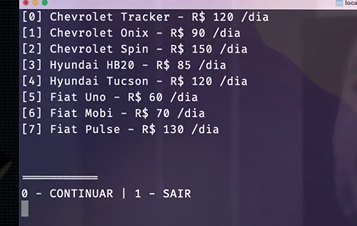 loca
[0] Chevrolet Tracker - R$ 120 /dia
[1] Chevrolet Onix - R$ 90 /dia
[2] Chevrolet Spin - R$ 150 /dia
[3] Hyundai HB20 - R$ 85 /dia
[4] Hyundai Tucson - R$ 120 /dia
[5] Fiat Uno - R$ 60 /dia
[6] Fiat Mobi - R$ 70 /dia
[7] Fiat Pulse - R$ 130 /dia
0 - CONTINUAR | 1 - SAIR